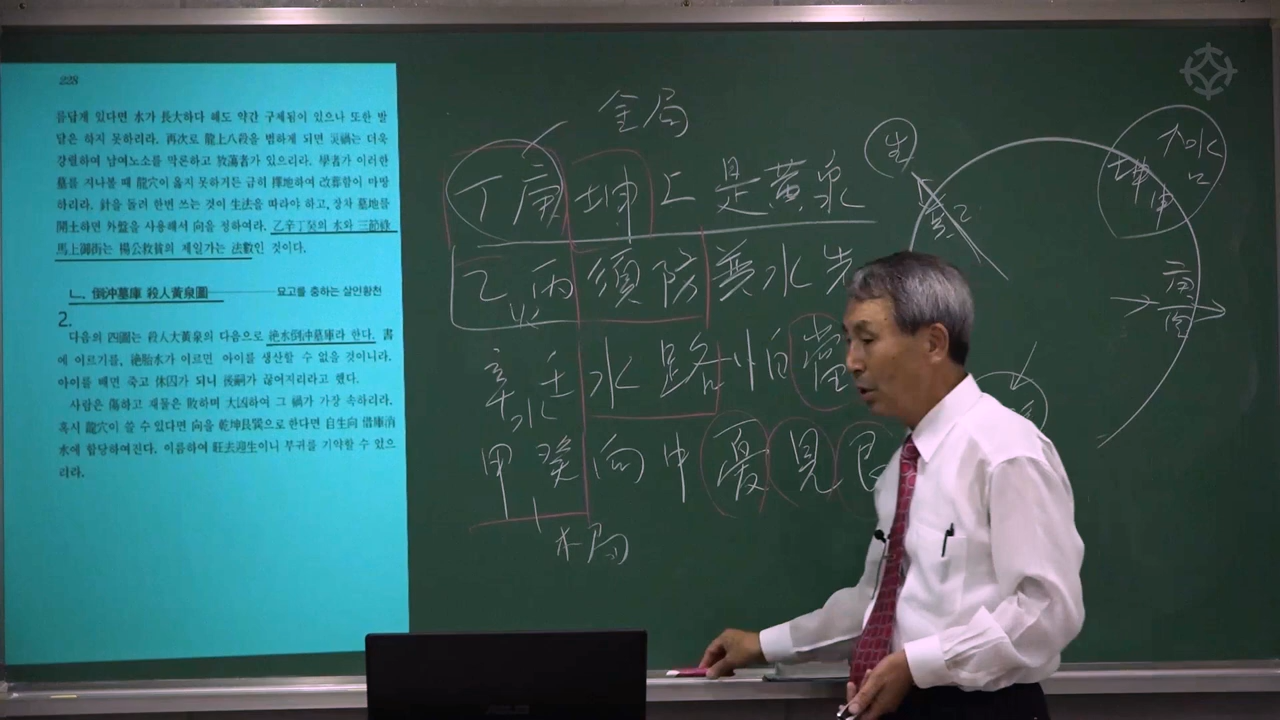 228
름답게 있다면 水가 長大하다 해도 약간 구제됨이 있으나 또한 발
달은 하지 못하리라. 再次로 龍上八殺을 범하게 되면 災禍는 더욱
강렬하여 남여노소를 막론하고 放蕩者가 있으리라. 學者가 이러한
墓를 지나볼 때 龍穴이 옳지 못하거든 급히 擇地하여 改葬함이 마땅
하리라. 針을 돌려 한번 쓰는 것이 生法을 따라야 하고, 장차 墓地를
開土하면 外盤을 사용해서 向을 정하여라. 乙辛丁癸의 水와 三節祿
馬上御街는 楊公救貧의 제일가는 法數인 것이다.
ㄴ. 倒沖墓庫 殺人黃泉圖 묘고를 충하는 살인황천
2.
다음의 四圖는 殺人大黃泉의 다음으로 絶水倒沖墓庫라 한다. 書
에 이르기를, 絶胎水가 이르면 아이를 생산할 수 없을 것이니라.
아이를 배면 죽고 休囚가 되니 後嗣가 끊어지리라고 했다.
사람은 傷하고 재물은 敗하며 大凶하여 그 禍가 가장 속하리라.
혹시 龍穴이 쓸 수 있다면 向을 乾坤艮巽으로 한다면 自生向 借庫消
水에 합당하여진다. 이름하여 旺去迎生이니 부귀를 기약할 수 있으
리라.
金局
丁庚坤上是黃泉
乙丙須防巽水先
辛壬水路怕當
甲癸向中憂見艮
木局
生
大水口
坤申
庚